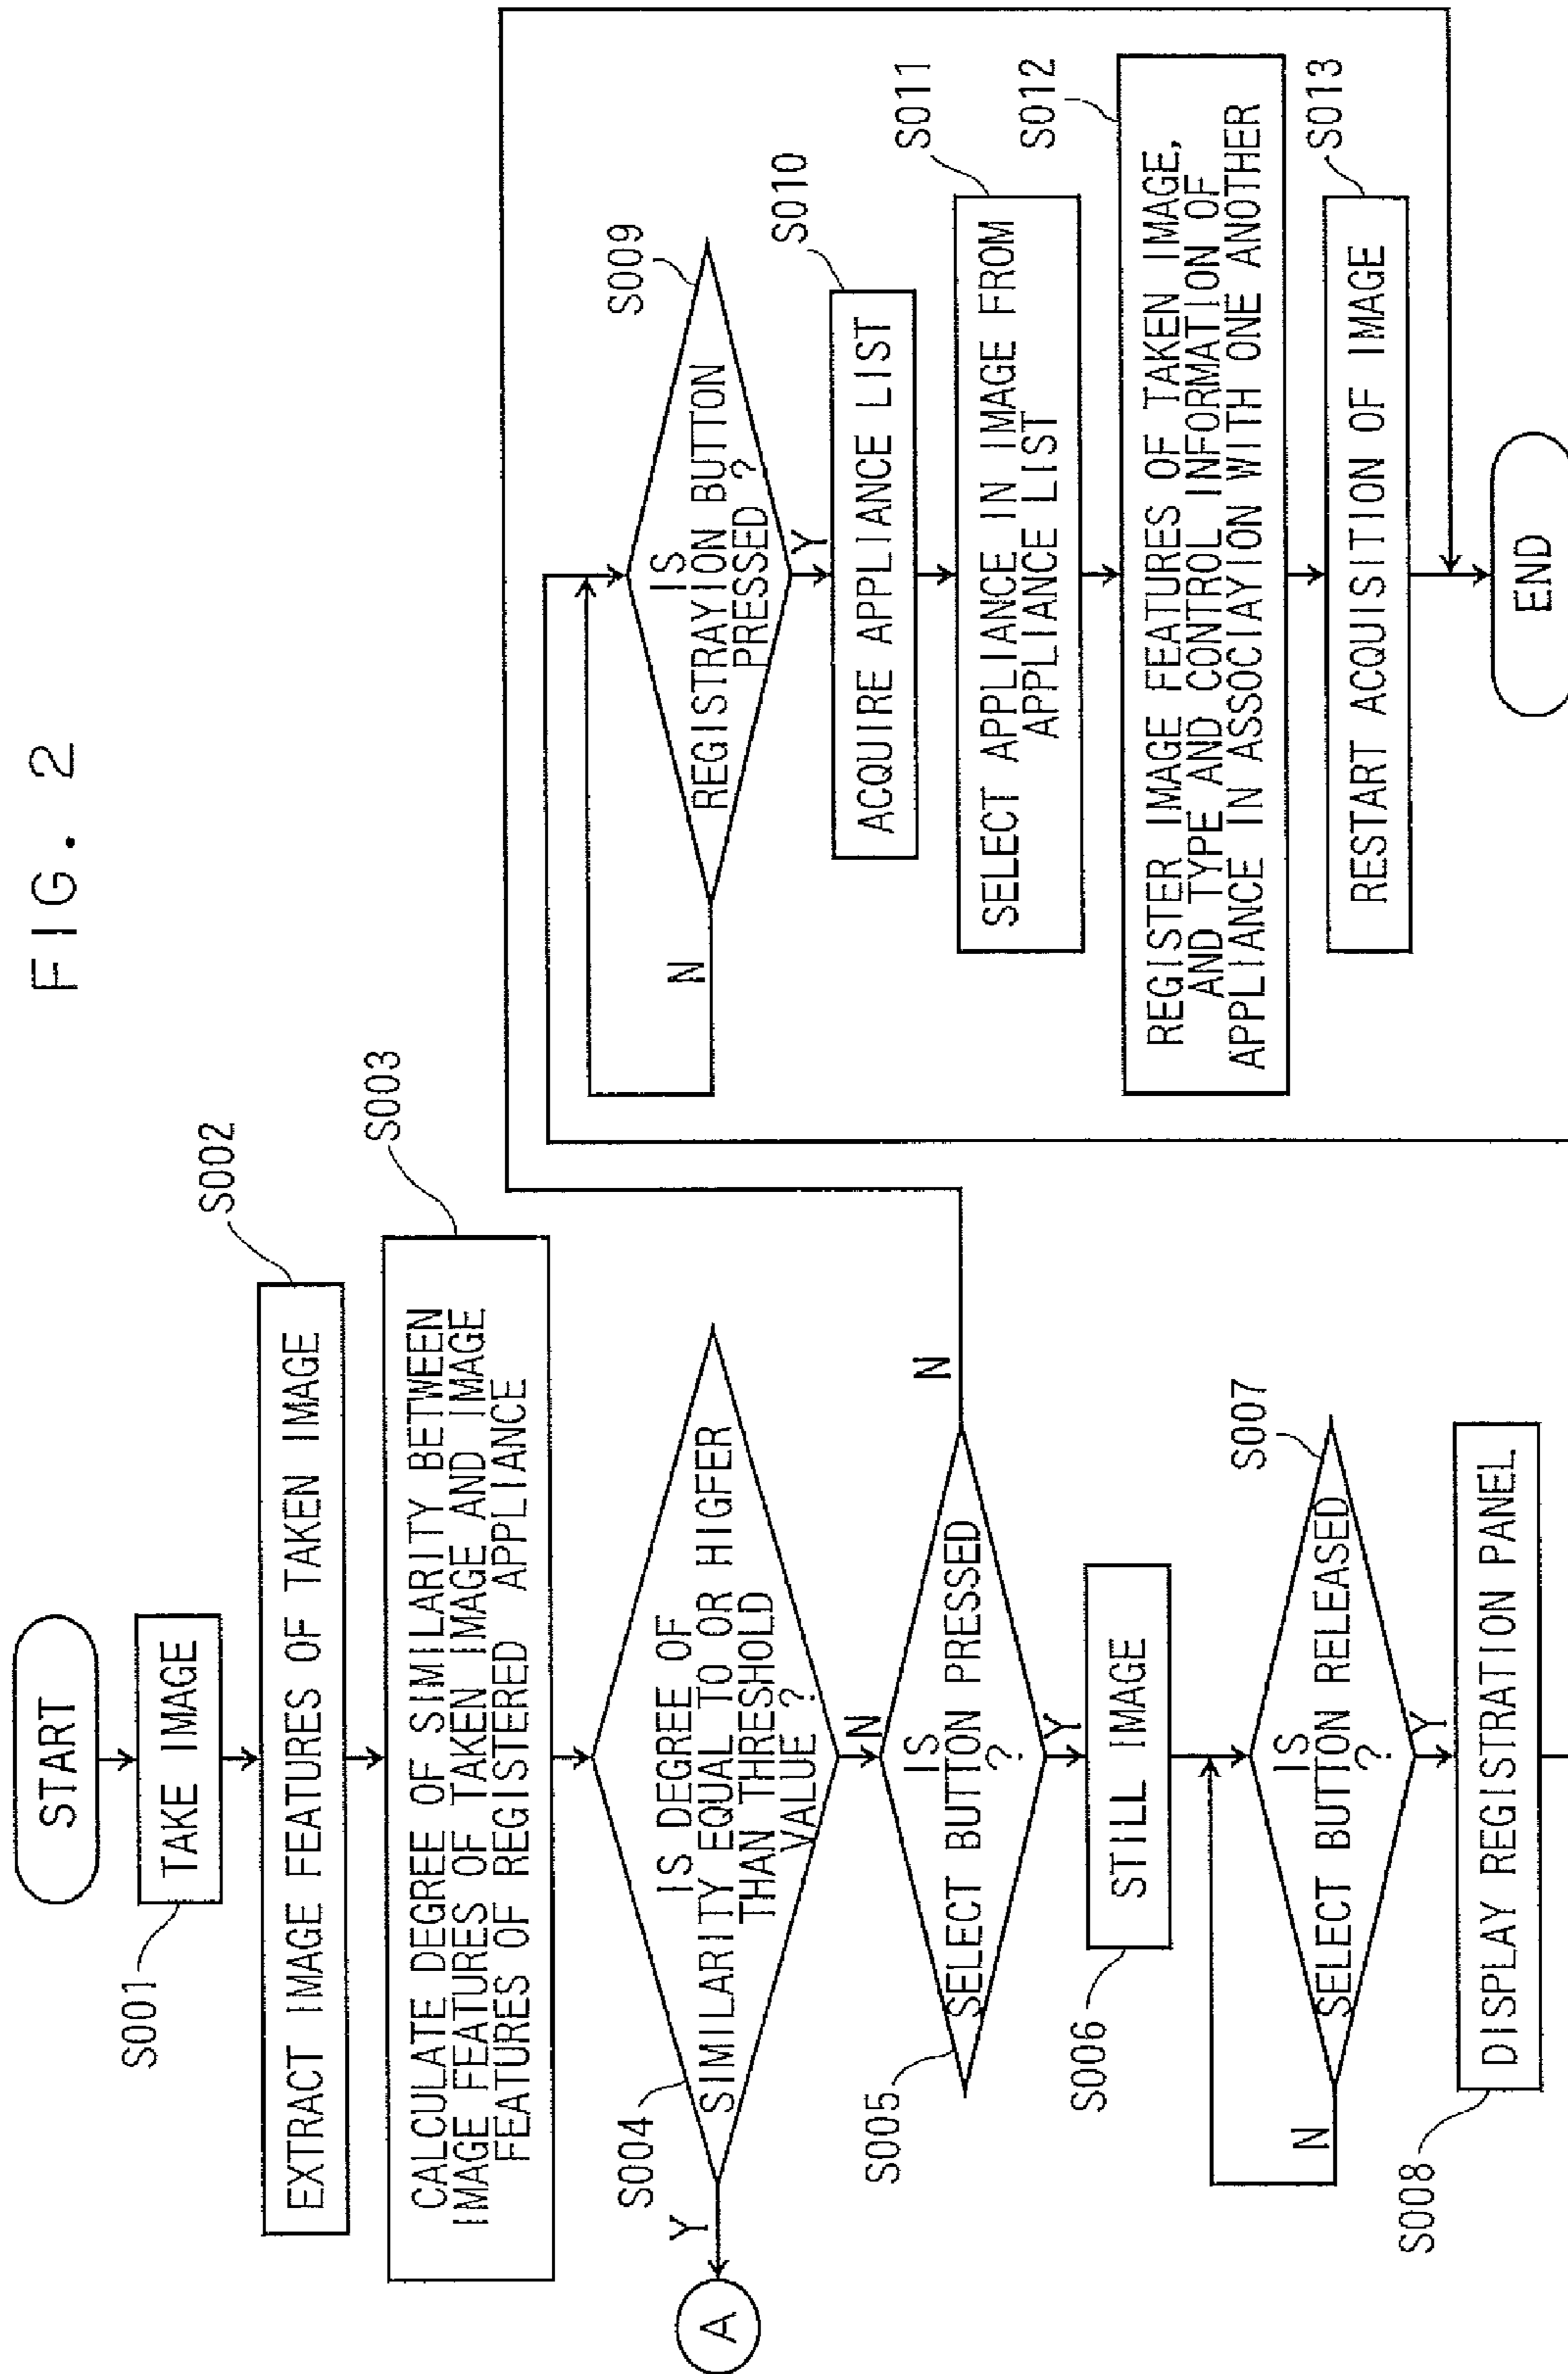 FIG. 2
START
TAKE IMAGE
S001
EXTRACT IMAGE FEATURES OF TAKEN IMAGE
S002
CALCULATE DEGREE OF SIMILARITY BETWEEN
IMAGE FEATURES OF TAKEN IMAGE AND IMAGE
FEATURES OF REGISTERED APPLIANCE
S003
IS DEGREE OF
SIMILARITY EQUAL TO OR HIGFER
THAN THRESHOLD
VALUE ?
S004
Y
A
N
IS
SELECT BUTTON PRESSED
?
S005
N
Y
STILL IMAGE
S006
IS
SELECT BUTTON RELEASED
?
S007
N
Y
DISPLAY REGISTRATION PANEL
S008
IS
REGISTRAYION BUTTON
PRESSED ?
S009
N
Y
ACQUIRE APPLIANCE LIST
S010
SELECT APPLIANCE IN IMAGE FROM
APPLIANCE LIST
S011
REGISTER IMAGE FEATURES OF TAKEN IMAGE,
AND TYPE AND CONTROL INFORMATION OF
APPLIANCE IN ASSOCIAYION WITH ONE ANOTHER
S012
RESTART ACQUISITION OF IMAGE
S013
END